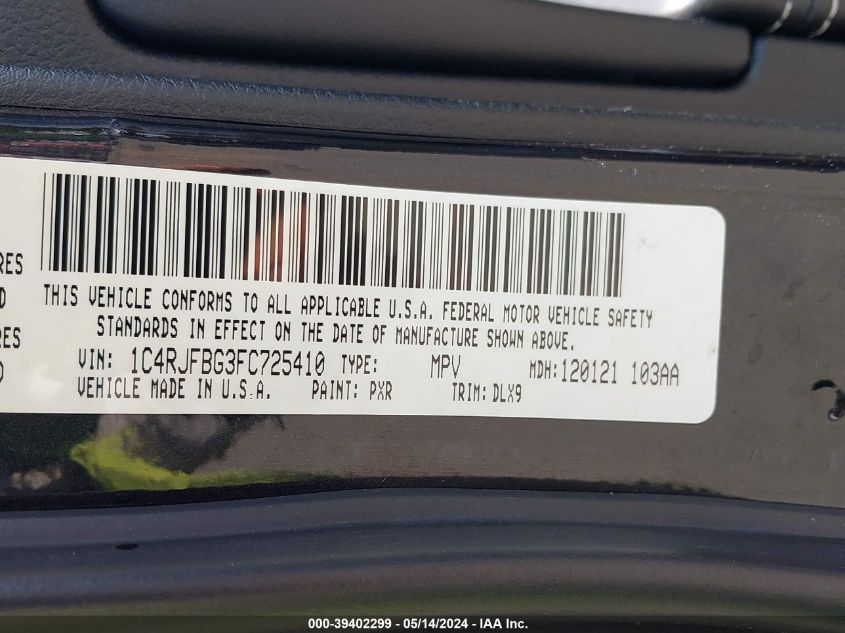 RES
THIS VEHICLE CONFORMS TO ALL APPLICABLE U.S.A. FEDERAL MOTOR VEHICLE SAFETY
STANDARDS IN EFFECT ON THE DATE OF MANUFACTURE SHOWN ABOVE.
RES
VIN: 1C4RJFBG3FC725410 TYPE: MPV MDH: 120121 103AA
VEHICLE MADE IN U.S.A. PAINT: PXR TRIM: DLX9
000-39402299 - 05/14/2024 - IAA Inc.